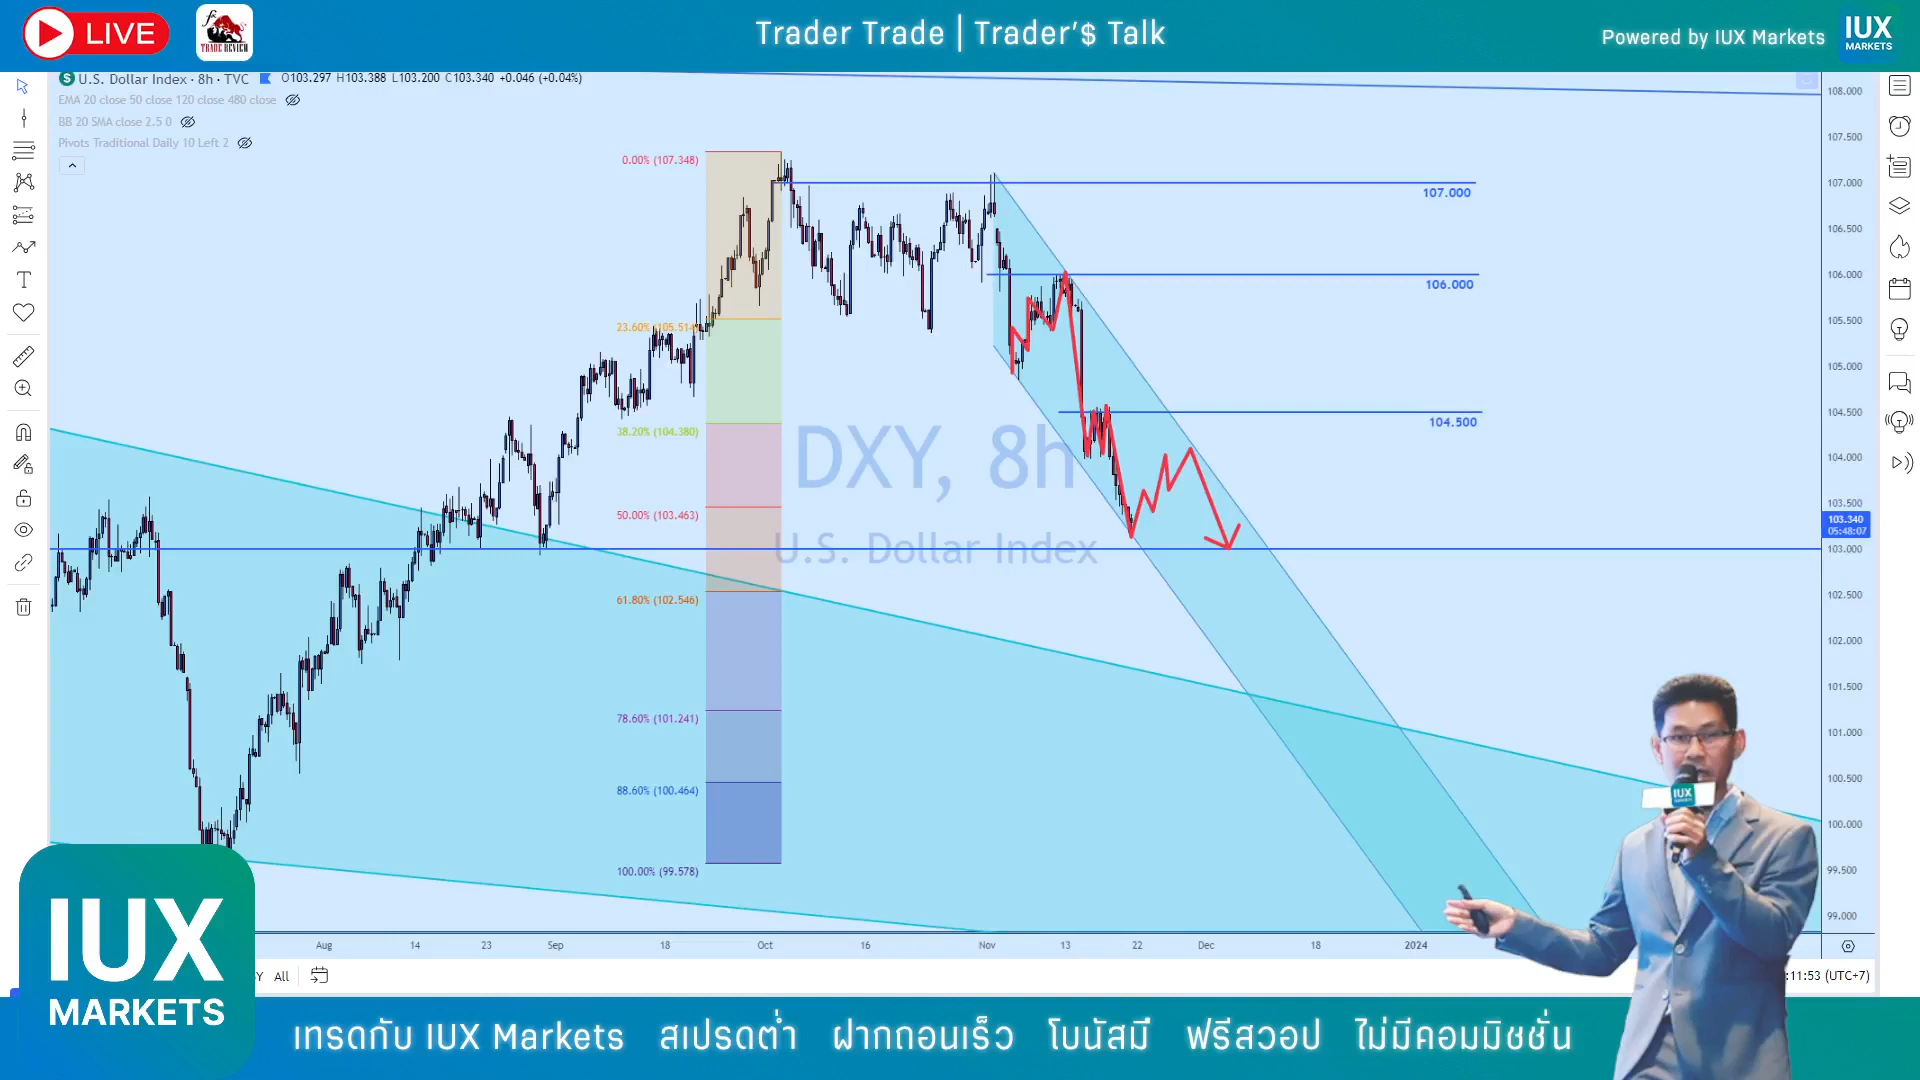 LIVE
TRADE REVIEW
Trader Trade | Trader's Talk
Powered by IUX Markets
IUX
MARKETS
U.S. Dollar Index · 8h · TVC O103.297 H103.388 L103.200 C103.340 +0.046 (+0.04%)
EMA 20 close 50 close 120 close 480 close
BB 20 SMA close 2.5 0
Pivots Traditional Daily 10 Left 2
DXY, 8h
U.S. Dollar Index
0.00% (107.348)
23.60% (105.514)
38.20% (104.380)
50.00% (103.463)
61.80% (102.546)
78.60% (101.241)
88.60% (100.464)
100.00% (99.578)
107.000
106.000
104.500
108.000
107.500
107.000
106.500
106.000
105.500
105.000
104.500
104.000
103.500
103.340
05:48:07
103.000
102.500
102.000
101.500
101.000
100.500
100.000
99.500
99.000
Aug 14 23 Sep 18 Oct 16 Nov 13 22 Dec 18 2024
All
:11:53 (UTC+7)
IUX
MARKETS
IUX
MARKETS
เทรดกับ IUX Markets สเปรดต่ำ ฝากถอนเร็ว โบนัสมี ฟรีสวอป ไม่มีคอมมิชชั่น